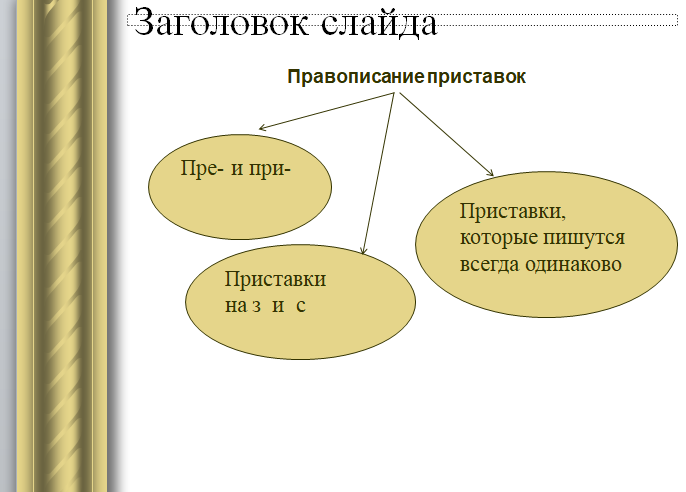 Заголовок слайда
Правописание приставок
Пре- и при-
Приставки
на з и с
Приставки,
которые пишутся
всегда одинаково